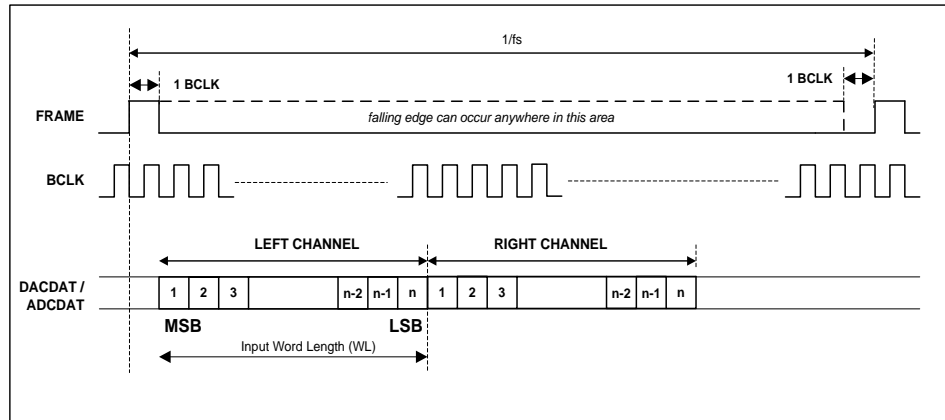 1/fs
1 BCLK
1 BCLK
FRAME
falling edge can occur anywhere in this area
BCLK
LEFT CHANNEL
RIGHT CHANNEL
DACDAT /
ADCDAT
1 2 3 n-2 n-1 n 1 2 3 n-2 n-1 n
MSB
LSB
Input Word Length (WL)